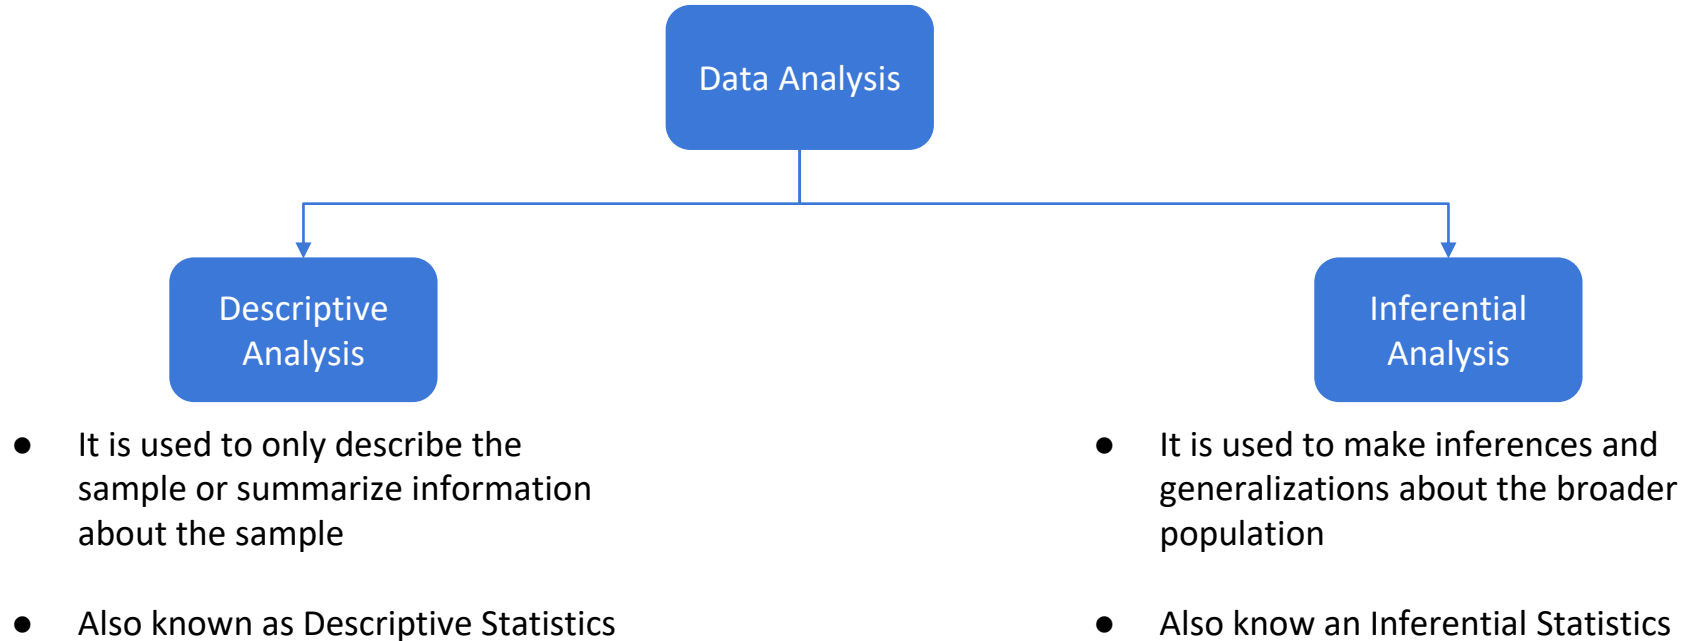 Data Analysis
Descriptive
Analysis
● It is used to only describe the
sample or summarize information
about the sample
● Also known as Descriptive Statistics
Inferential
Analysis
● It is used to make inferences and
generalizations about the broader
population
● Also know an Inferential Statistics